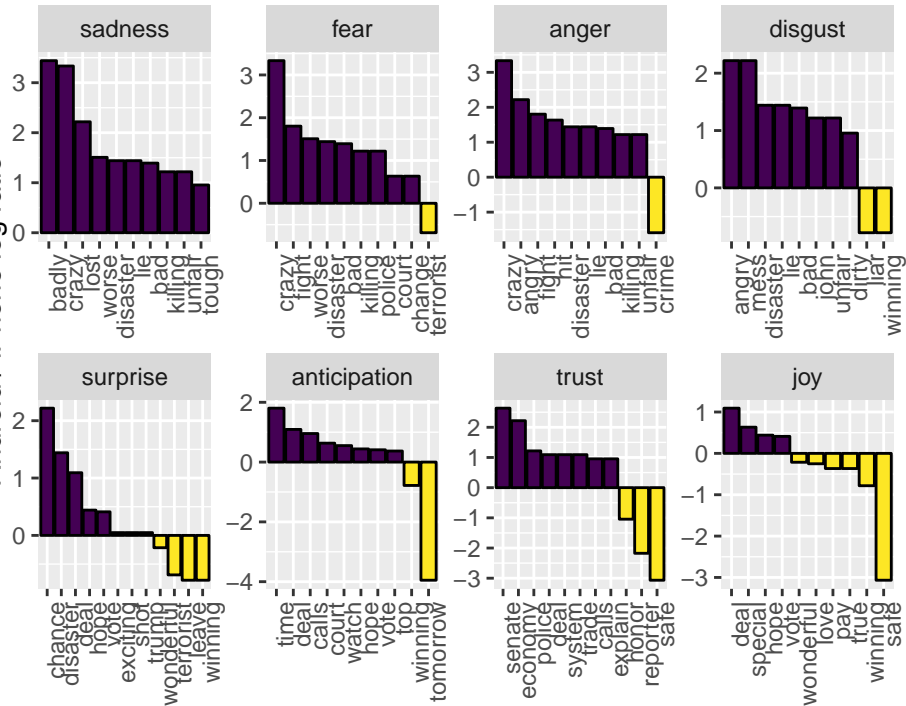 sadness
3
2
1
0
badly
crazy
lost
worse
disaster
lie
bad
killing
unfair
tough
fear
3
2
1
0
crazy
fight
worse
disaster
bad
killing
police
court
change
terrorist
anger
3
2
1
0
−1
crazy
angry
fight
hit
disaster
lie
bad
killing
unfair
crime
disgust
2
1
0
angry
mess
disaster
lie
bad
john
unfair
dirty
liar
winning
surprise
2
1
0
chance
disaster
deal
hope
vote
exciting
shot
trump
wonderful
terrorist
leave
winning
anticipation
2
0
−2
−4
time
deal
calls
court
watch
hope
vote
top
winning
tomorrow
trust
2
1
0
−1
−2
−3
senate
economy
police
deal
system
trade
calls
explain
honor
reporter
safe
joy
1
0
−1
−2
−3
deal
special
hope
vote
wonderful
love
pay
true
winning
safe